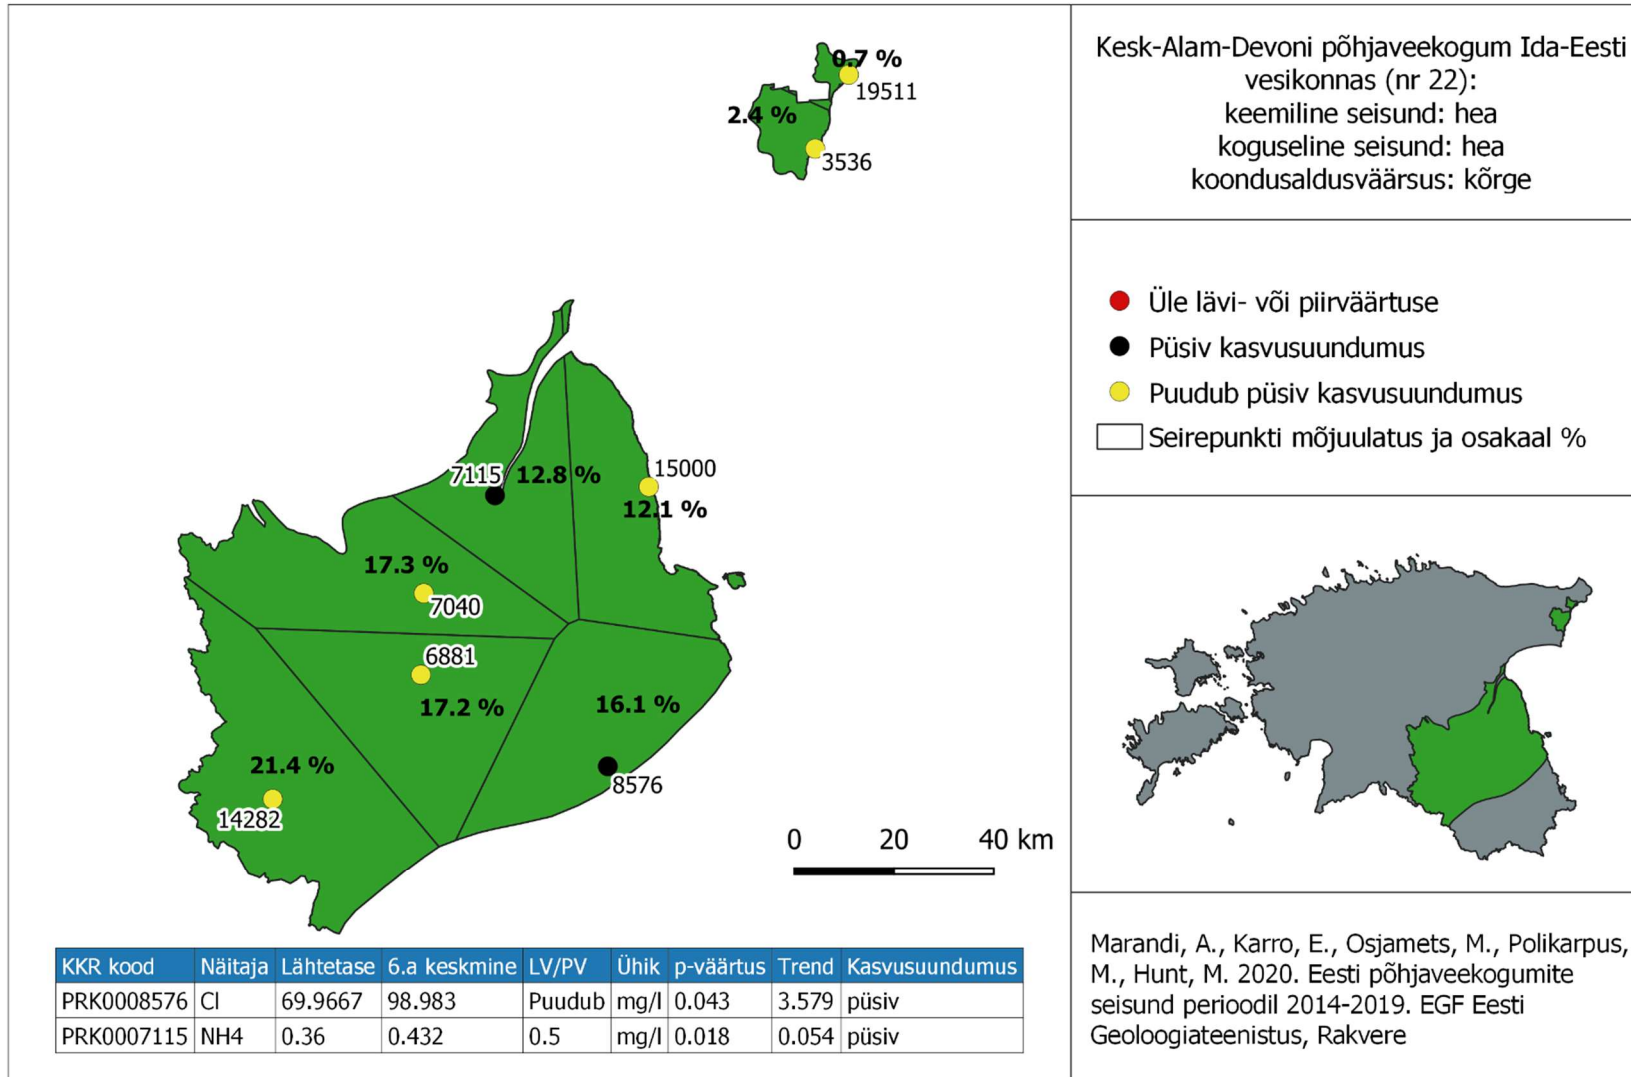 0.7 %
19511
2.4 %
3536
7115
12.8 %
15000
12.1 %
17.3 %
7040
6881
17.2 %
16.1 %
21.4 %
14282
8576
0 20 40 km
KKR kood Näitaja Lähtetase 6.a keskmine LV/PV Ühik p-väärtus Trend Kasvusuundumus
PRK0008576 Cl 69.9667 98.983 Puudub mg/l 0.043 3.579 püsiv
PRK0007115 NH4 0.36 0.432 0.5 mg/l 0.018 0.054 püsiv
Kesk-Alam-Devoni põhjaveekogum Ida-Eesti
vesikonnas (nr 22):
keemiline seisund: hea
koguseline seisund: hea
koondusaldusväärsus: kõrge
Üle lävi- või piirväärtuse
Püsiv kasvusuundumus
Puudub püsiv kasvusuundumus
Seirepunkti mõjuulatus ja osakaal %
Marandi, A., Karro, E., Osjamets, M., Polikarpus,
M., Hunt, M. 2020. Eesti põhjaveekogumite
seisund perioodil 2014-2019. EGF Eesti
Geoloogiateenistus, Rakvere